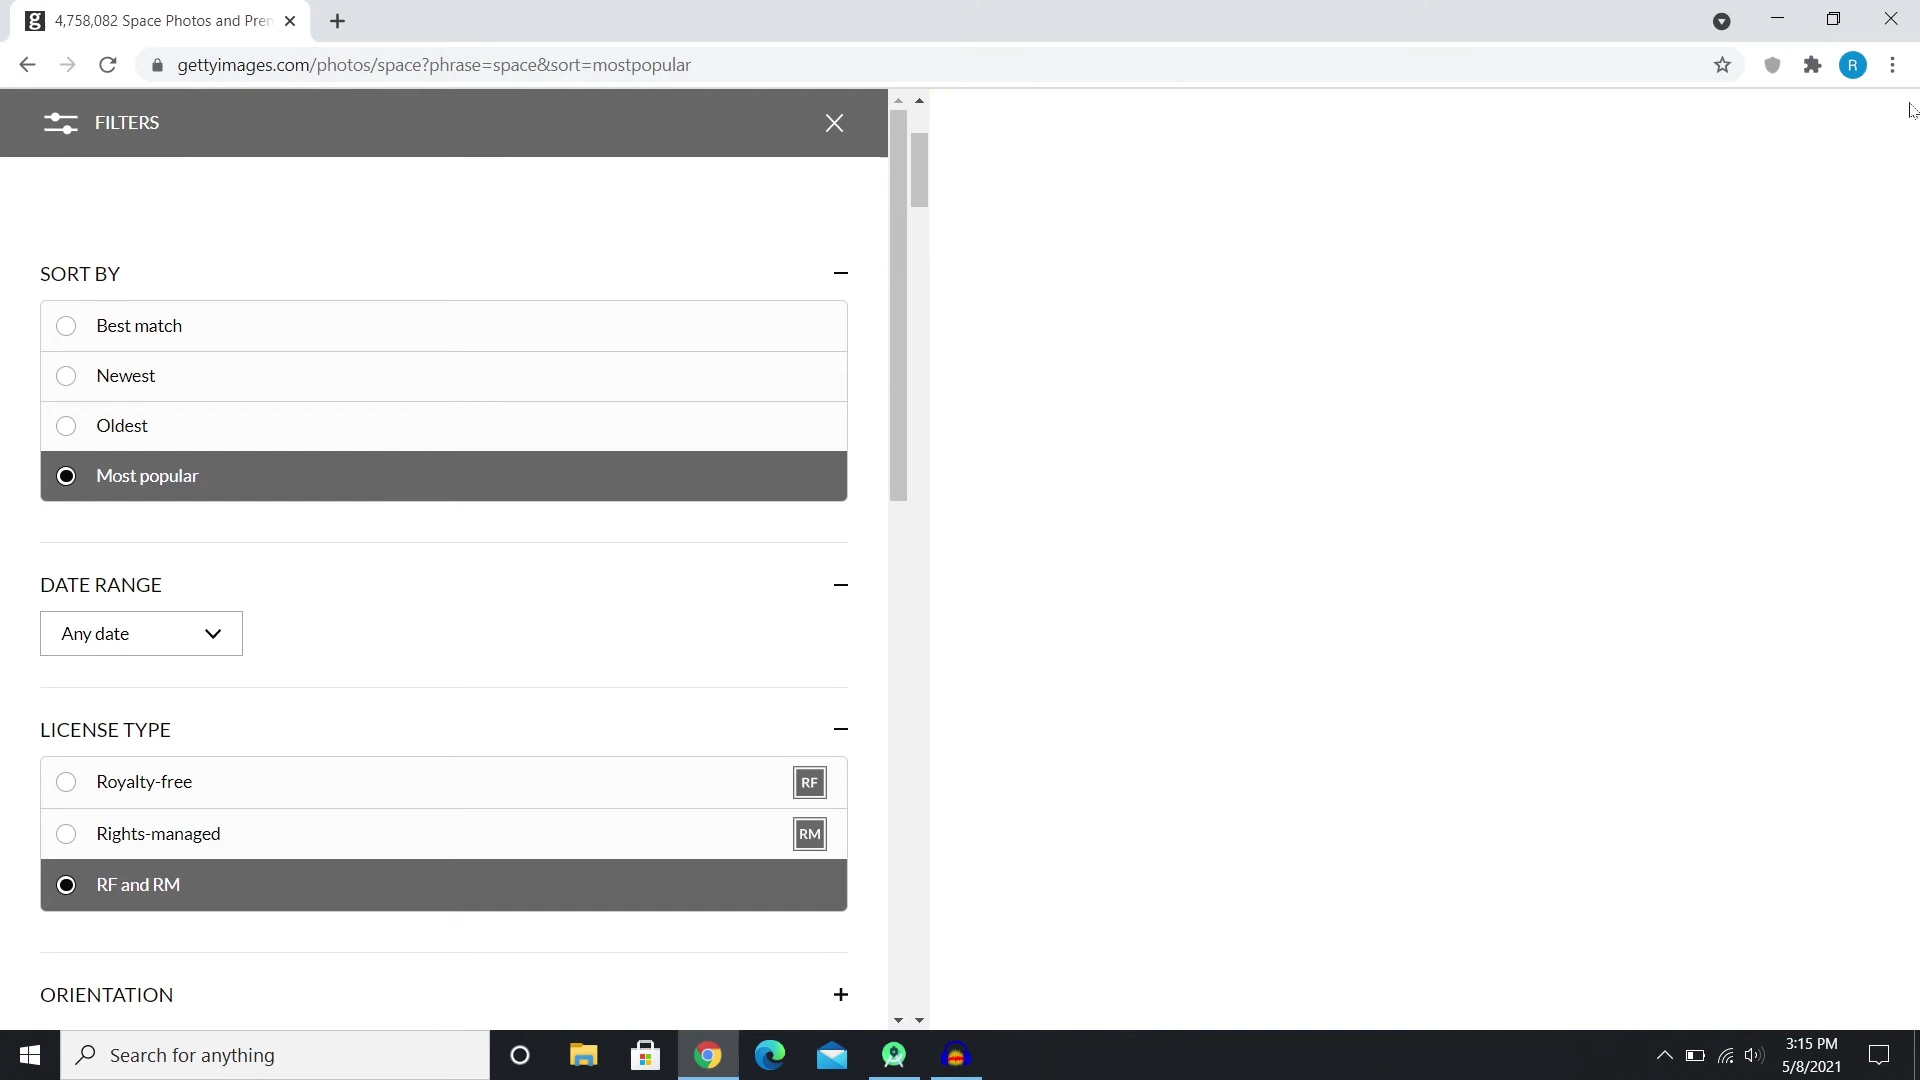 4,758,082 Space Photos and Pren
gettyimages.com/photos/space?phrase=space&sort=mostpopular
R
FILTERS
SORT BY
Best match
Newest
Oldest
Most popular
DATE RANGE
Any date
LICENSE TYPE
Royalty-free
RF
Rights-managed
RM
RF and RM
ORIENTATION
Search for anything
3:15 PM
5/8/2021